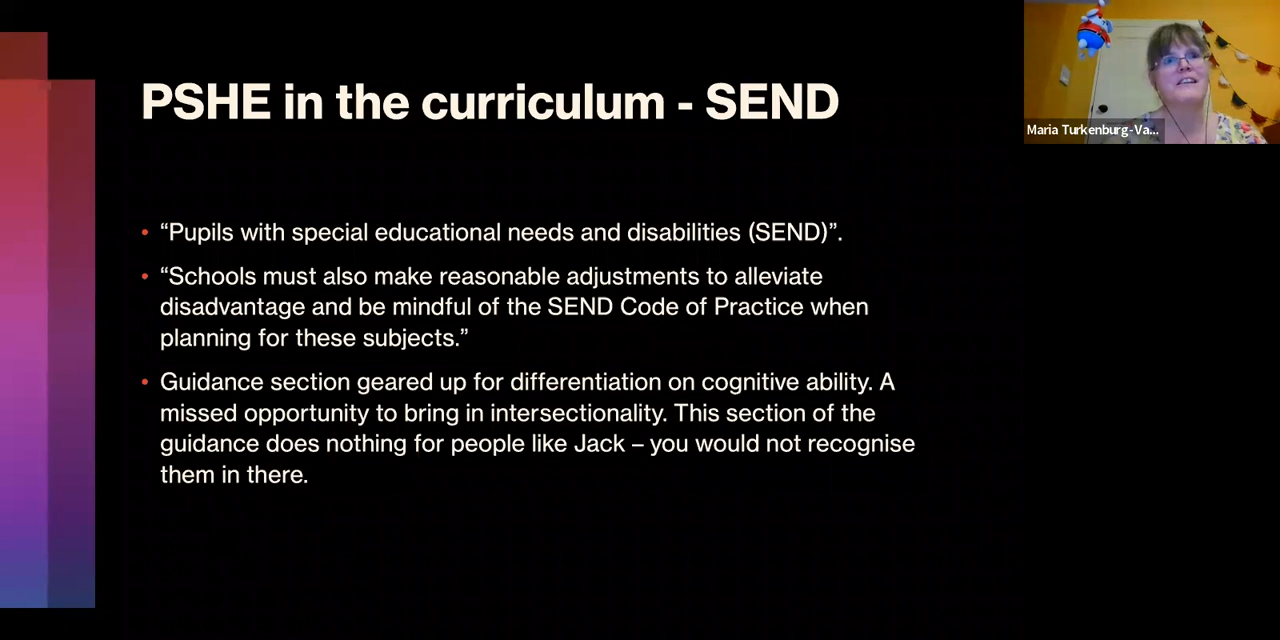 PSHE in the curriculum - SEND
Maria Turkenburg-Va...
• “Pupils with special educational needs and disabilities (SEND)”.
• “Schools must also make reasonable adjustments to alleviate
disadvantage and be mindful of the SEND Code of Practice when
planning for these subjects.”
• Guidance section geared up for differentiation on cognitive ability. A
missed opportunity to bring in intersectionality. This section of the
guidance does nothing for people like Jack – you would not recognise
them in there.